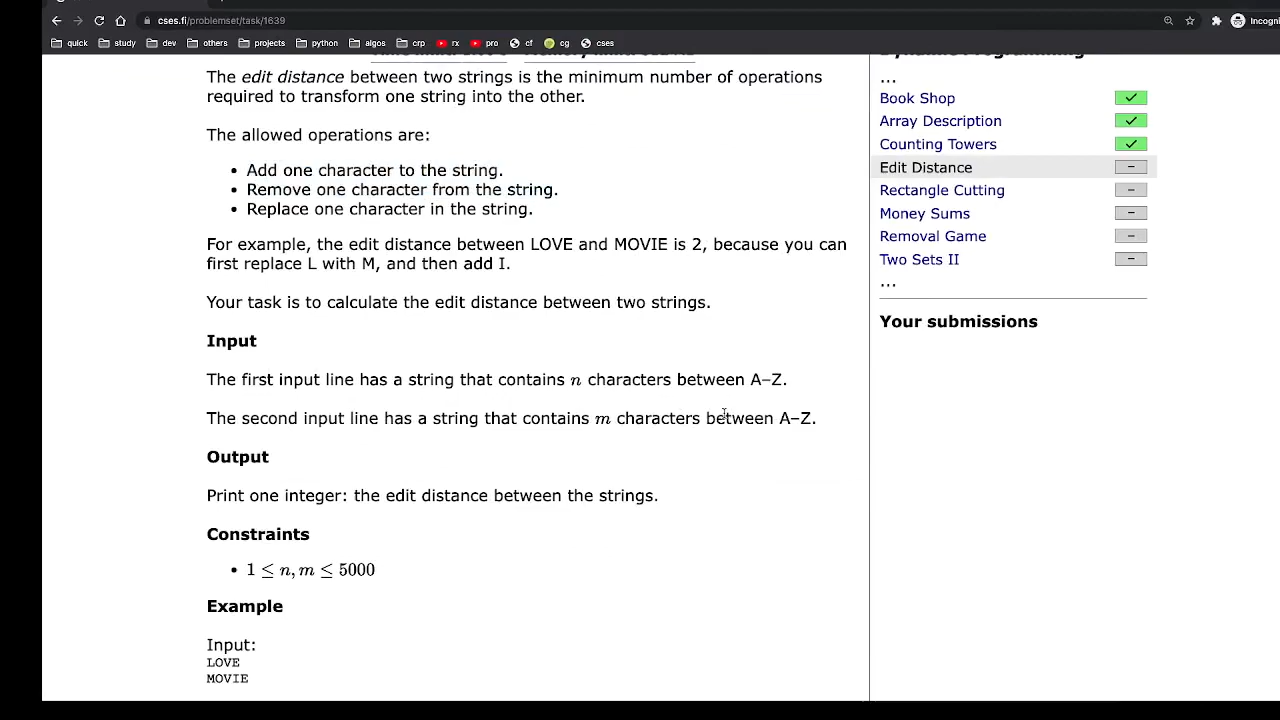 cses.fi/problemset/task/1639
Incogni
quick study dev others projects python algos crp rx pro cf cg cses
The edit distance between two strings is the minimum number of operations
required to transform one string into the other.
The allowed operations are:
• Add one character to the string.
• Remove one character from the string.
• Replace one character in the string.
For example, the edit distance between LOVE and MOVIE is 2, because you can
first replace L with M, and then add I.
Your task is to calculate the edit distance between two strings.
Input
The first input line has a string that contains n characters between A–Z.
The second input line has a string that contains m characters between A–Z.
Output
Print one integer: the edit distance between the strings.
Constraints
• 1 ≤ n, m ≤ 5000
Example
Input:
LOVE
MOVIE
...
Book Shop
Array Description
Counting Towers
Edit Distance –
Rectangle Cutting –
Money Sums –
Removal Game –
Two Sets II –
...
Your submissions